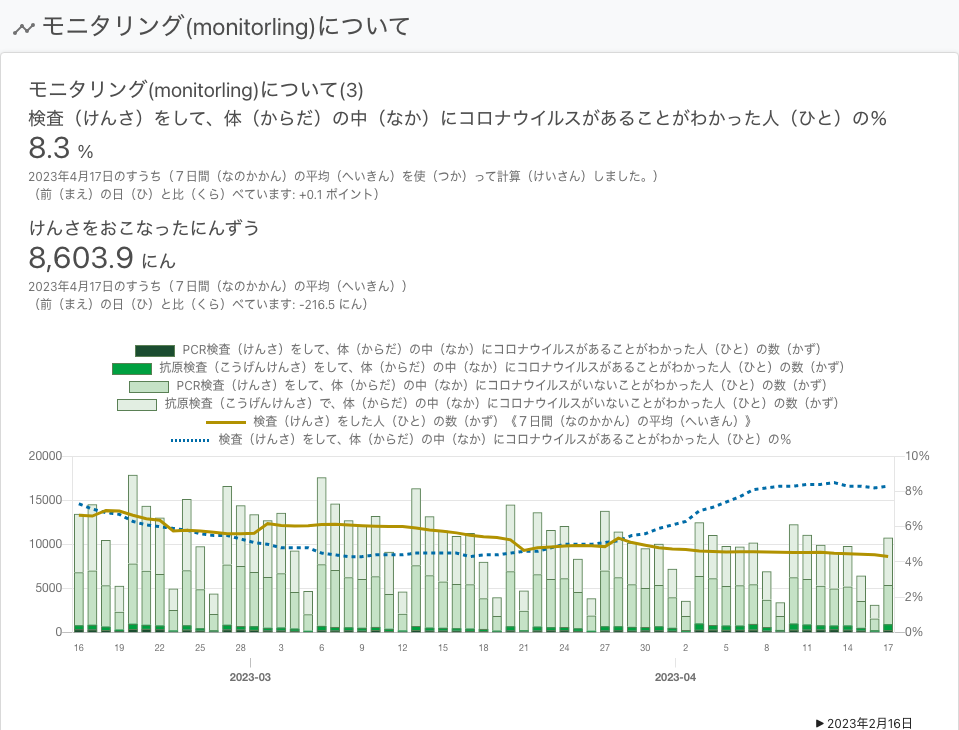 モニタリング(monitorling)について
モニタリング(monitorling)について(3)
検査（けんさ）をして、体（からだ）の中（なか）にコロナウイルスがあることがわかった人（ひと）の%
8.3 %
2023年4月17日のすうち（７日間（なのかかん）の平均（へいきん）を使（つか）って計算（けいさん）しました。）
（前（まえ）の日（ひ）と比（くら）べています: +0.1 ポイント）
けんさをおこなったにんずう
8,603.9 にん
2023年4月17日のすうち（７日間（なのかかん）の平均（へいきん））
（前（まえ）の日（ひ）と比（くら）べています: -216.5 にん）
PCR検査（けんさ）をして、体（からだ）の中（なか）にコロナウイルスがあることがわかった人（ひと）の数（かず）
抗原検査（こうげんけんさ）をして、体（からだ）の中（なか）にコロナウイルスがあることがわかった人（ひと）の数（かず）
PCR検査（けんさ）をして、体（からだ）の中（なか）にコロナウイルスがいないことがわかった人（ひと）の数（かず）
抗原検査（こうげんけんさ）で、体（からだ）の中（なか）にコロナウイルスがいないことがわかった人（ひと）の数（かず）
検査（けんさ）をした人（ひと）の数（かず）《７日間（なのかかん）の平均（へいきん）》
検査（けんさ）をして、体（からだ）の中（なか）にコロナウイルスがあることがわかった人（ひと）の%
20000 10%
15000 8%
10000 6%
5000 4%
2%
0 0%
16 19 22 25 28 3 6 9 12 15 18 21 24 27 30 2 5 8 11 14 17
2023-03 2023-04
▶ 2023年2月16日